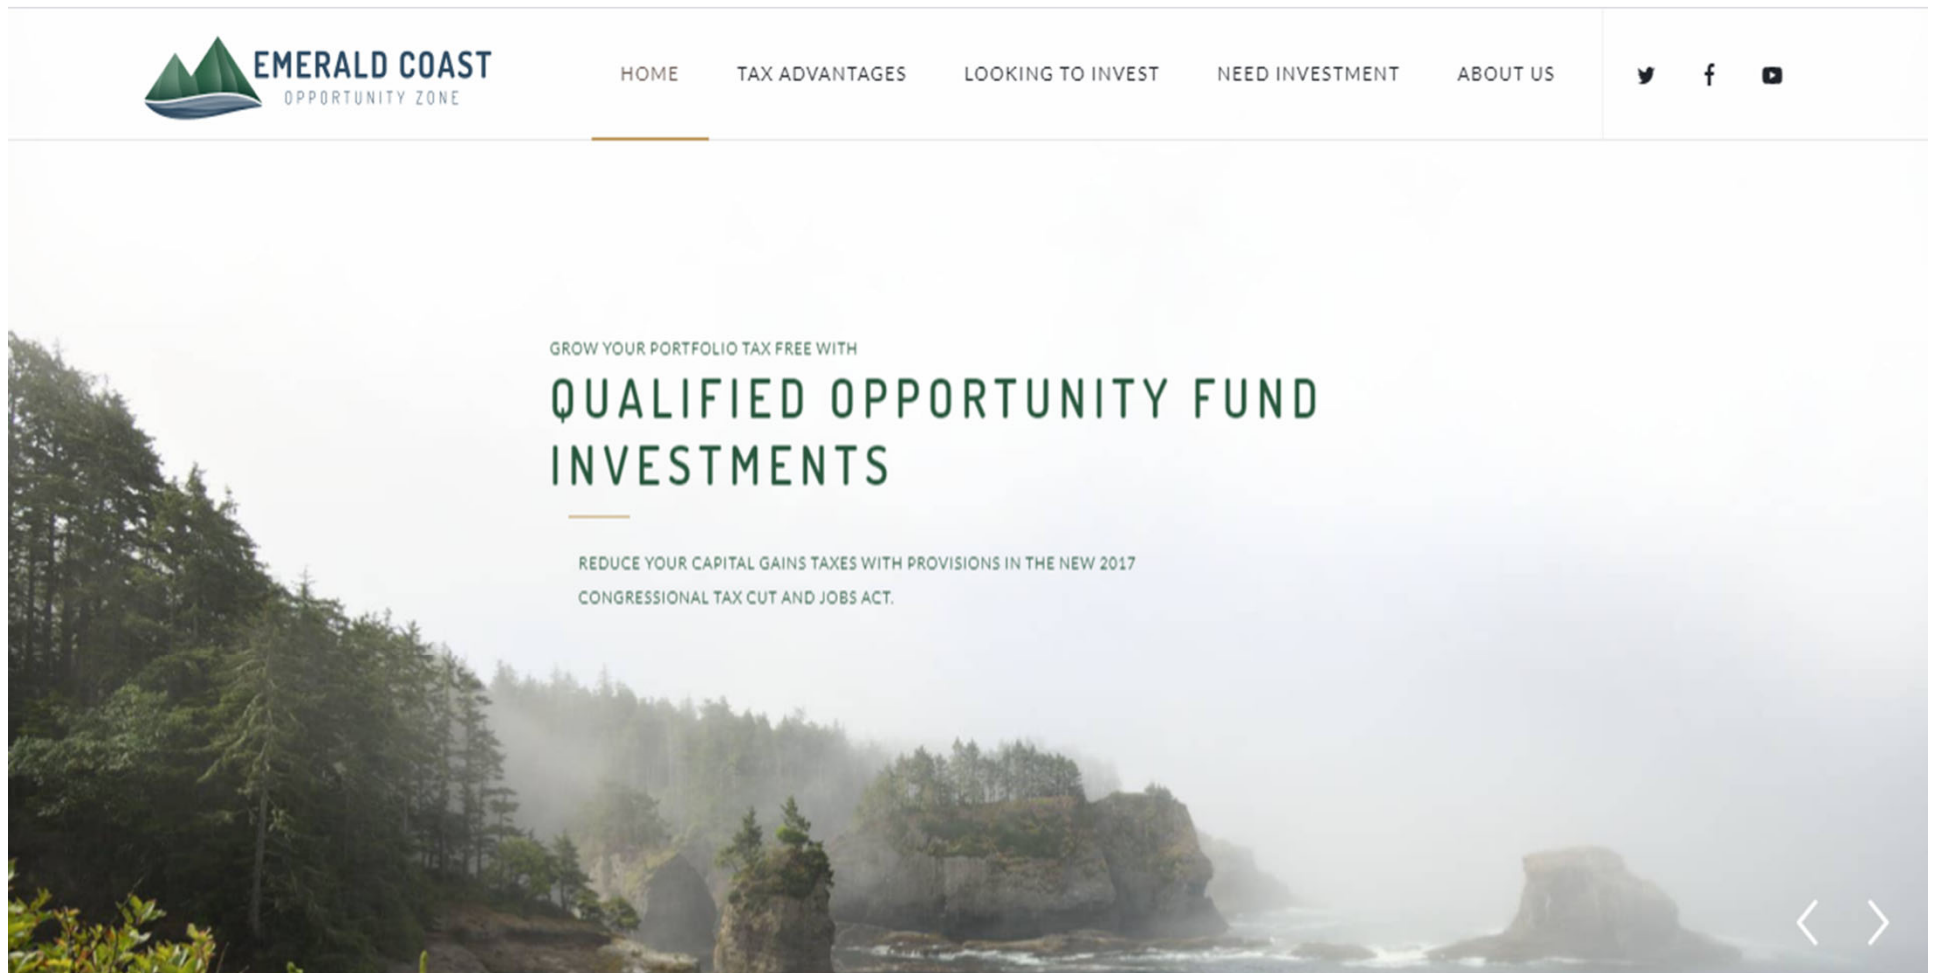 EMERALD COAST
OPPORTUNITY ZONE
HOME TAX ADVANTAGES LOOKING TO INVEST NEED INVESTMENT ABOUT US
GROW YOUR PORTFOLIO TAX FREE WITH
QUALIFIED OPPORTUNITY FUND
INVESTMENTS
REDUCE YOUR CAPITAL GAINS TAXES WITH PROVISIONS IN THE NEW 2017
CONGRESSIONAL TAX CUT AND JOBS ACT.